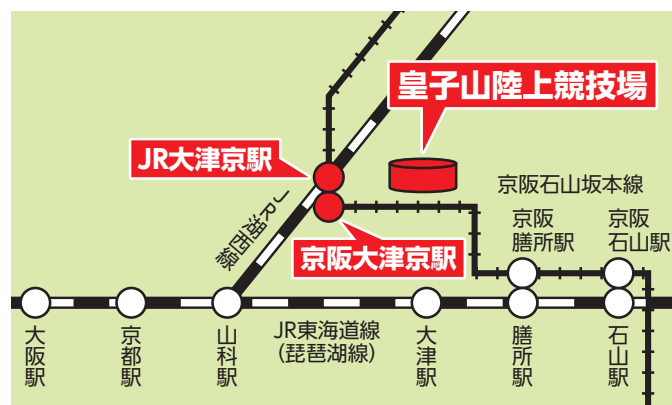 皇子山陸上競技場
JR大津京駅
京阪石山坂本線
京阪
膳所駅
京阪
石山駅
JR湖西線
京阪大津京駅
大阪駅
京都駅
山科駅
JR東海道線
(琵琶湖線)
大津駅
膳所駅
石山駅